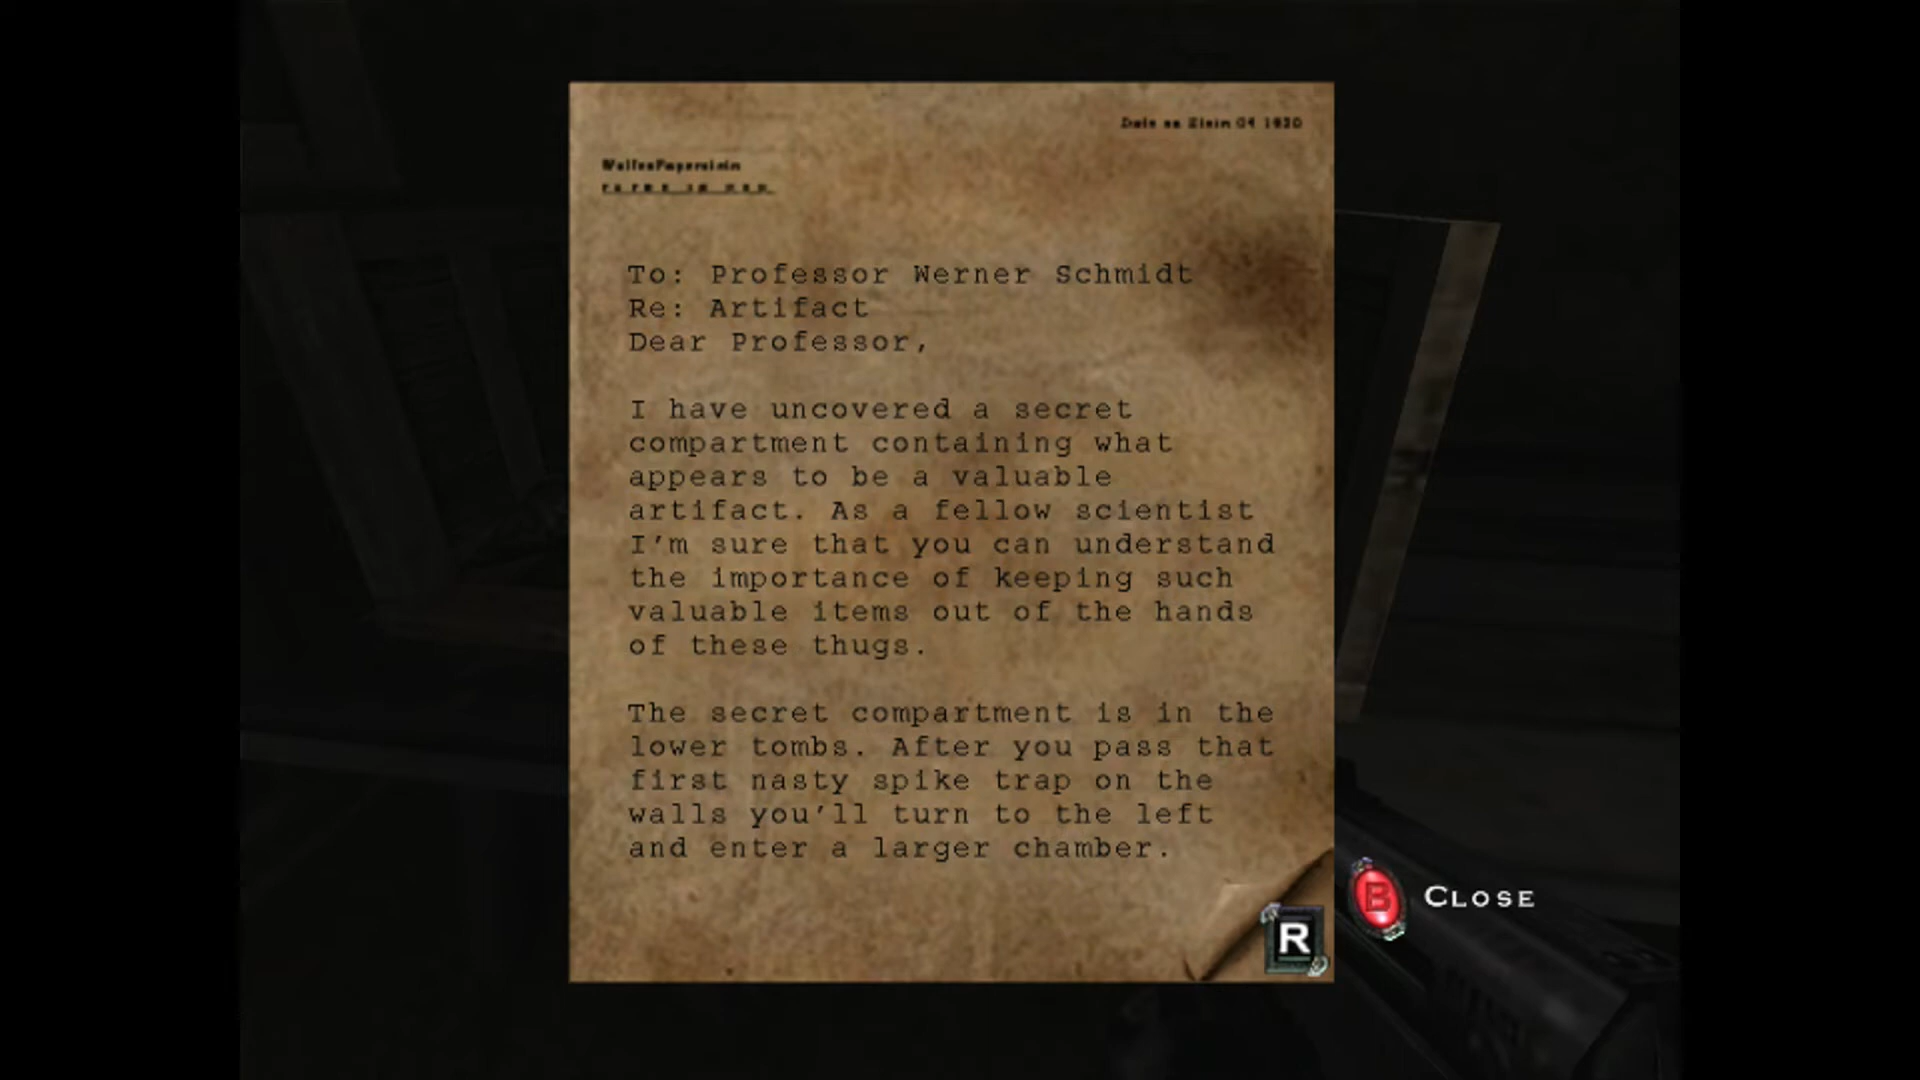 To: Professor Werner Schmidt
Re: Artifact
Dear Professor,
I have uncovered a secret
compartment containing what
appears to be a valuable
artifact. As a fellow scientist
I'm sure that you can understand
the importance of keeping such
valuable items out of the hands
of these thugs.
The secret compartment is in the
lower tombs. After you pass that
first nasty spike trap on the
walls you'll turn to the left
and enter a larger chamber.
B CLOSE
R